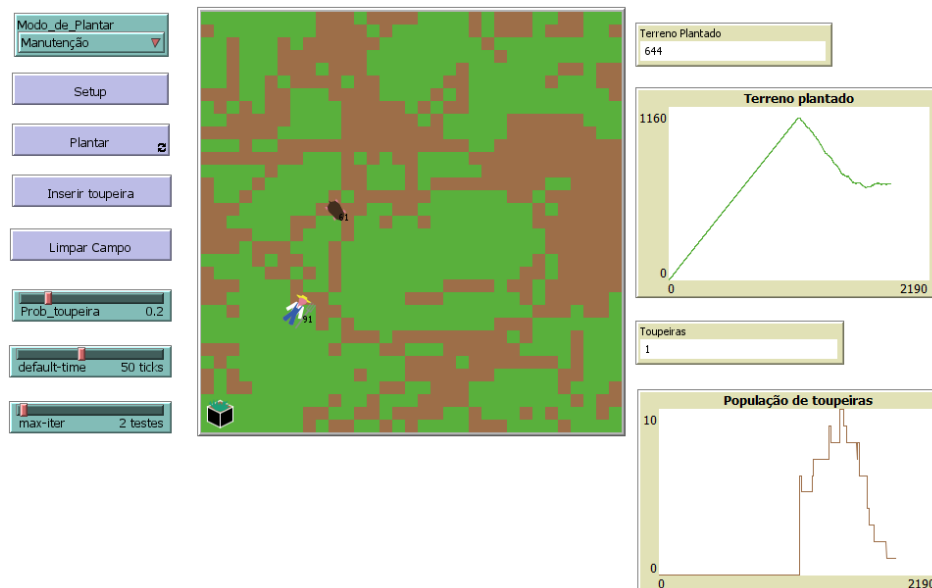 Modo_de_Plantar
Manutenção
Setup
Plantar
Inserir toupeira
Limpar Campo
Prob_toupeira 0.2
default-time 50 ticks
max-iter 2 testes
91
Terreno Plantado
644
Terreno plantado
1160
0
0 2190
Toupeiras
1
População de toupeiras
10
0
0 2190